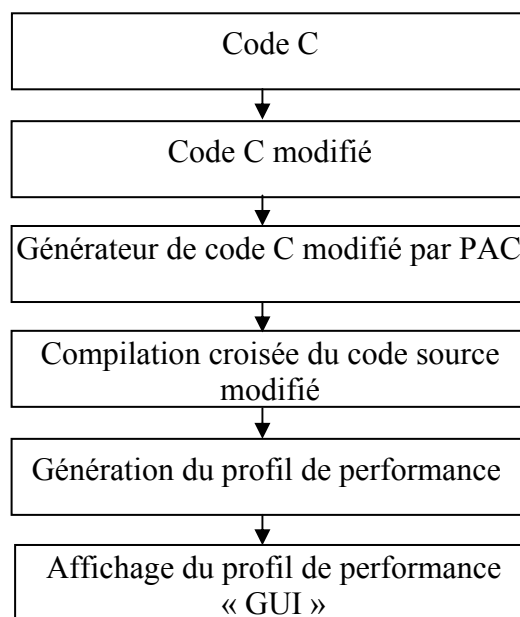 Code C
Code C modifié
Générateur de code C modifié par PAC
Compilation croisée du code source
modifié
Génération du profil de performance
Affichage du profil de performance
« GUI »